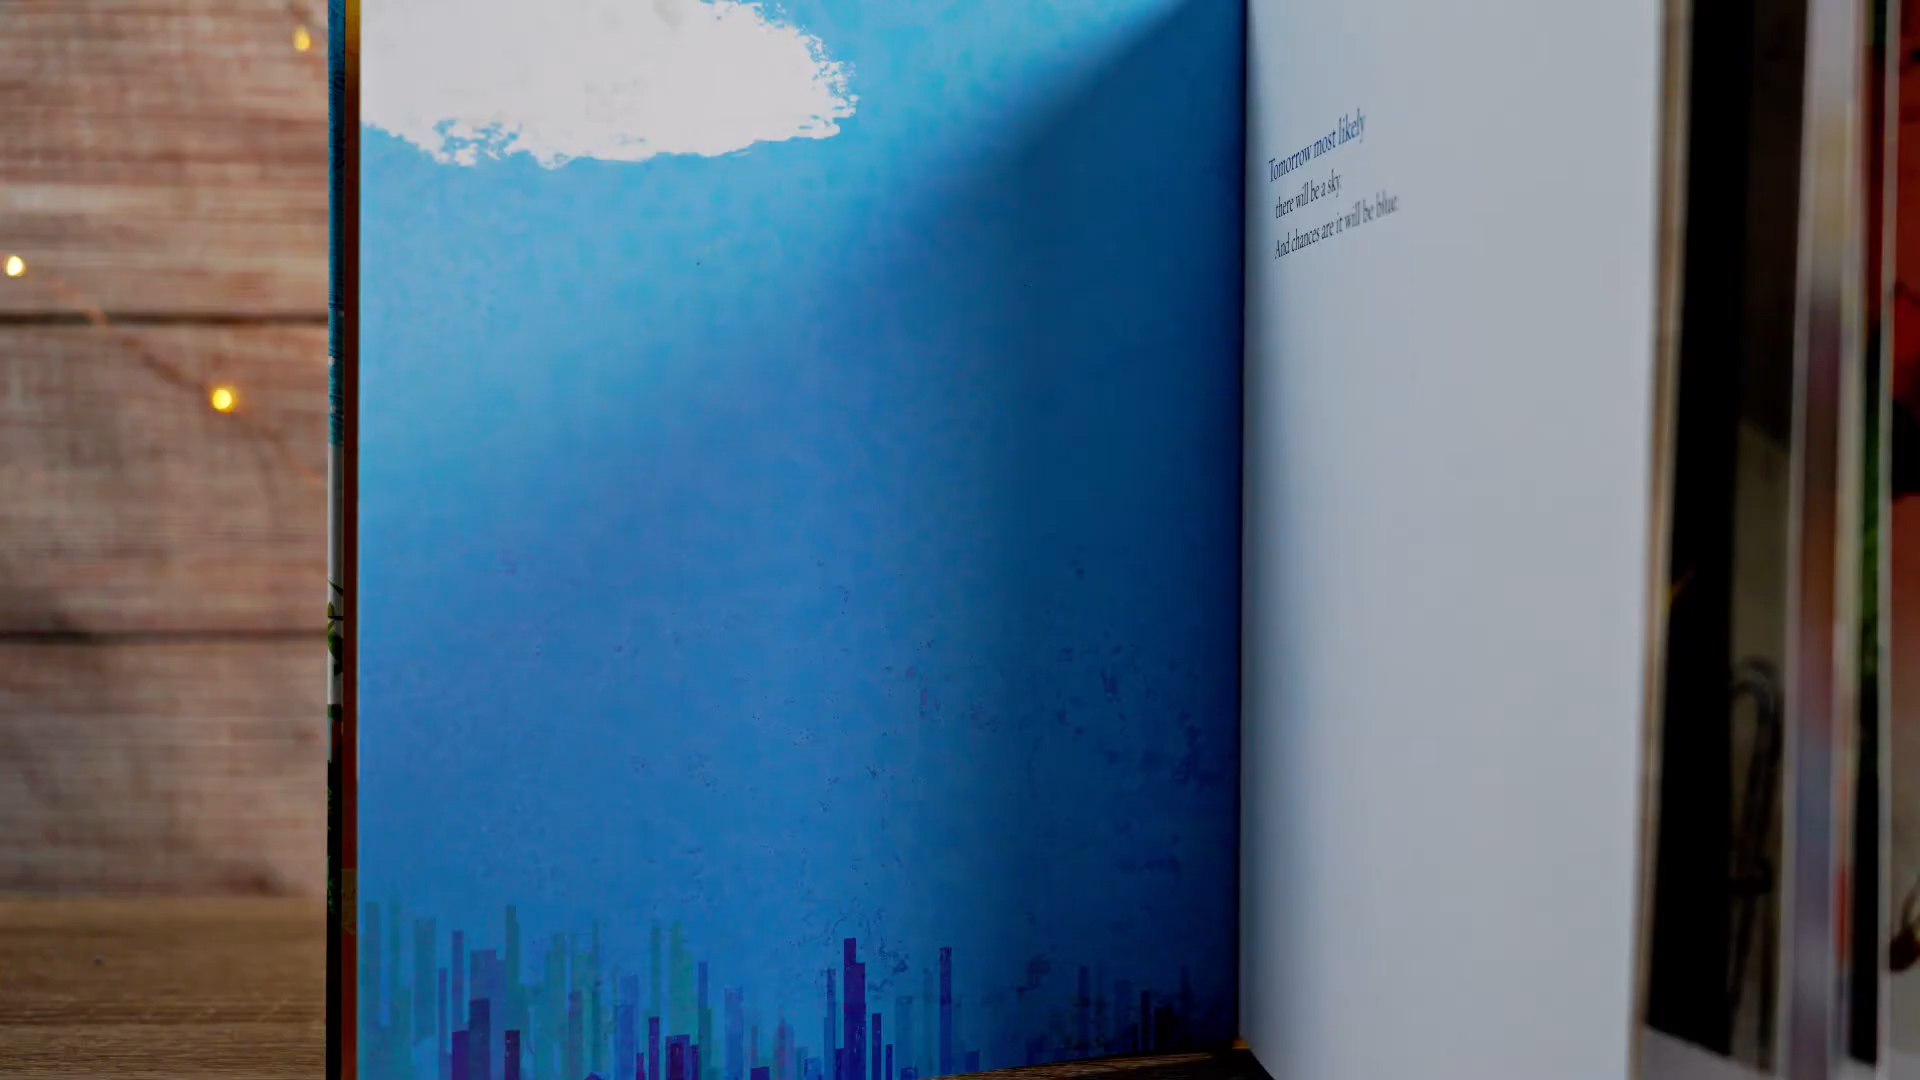 Tomorrow most likely
there will be a sky.
And chances are it will be blue.